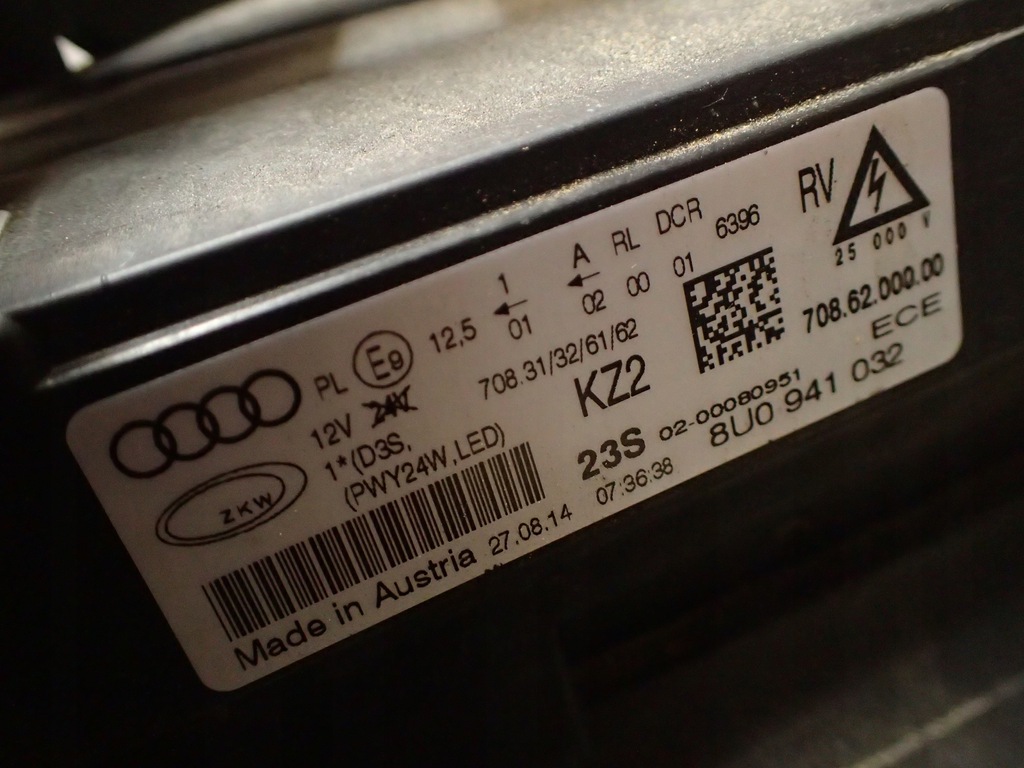 PL E9 12,5 1 A RL DCR 6396
01 02 00 01
12V 24V 708.31/32/61/62
1*(D3S,
(PWY24W,LED)
ZKW
KZ2
RV
25 000 V
708.62.000.00
ECE
23S 02-00080951
07:36:38 8U0 941 032
Made in Austria 27.08.14